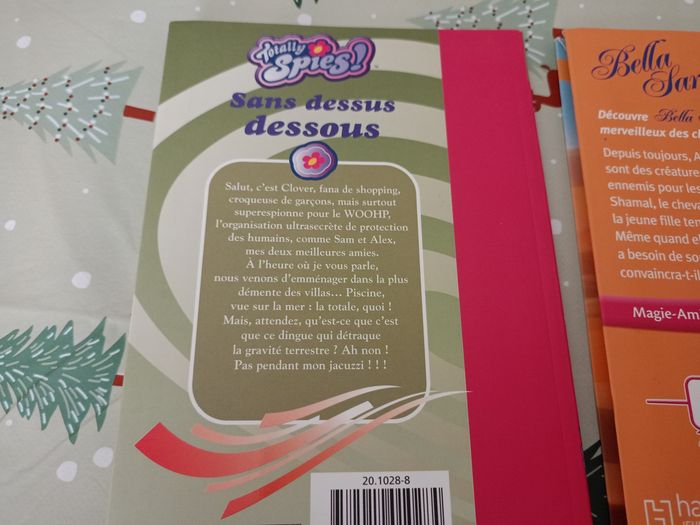 Totally
Spies!
Sans dessus
dessous
Salut, c'est Clover, fana de shopping,
croqueuse de garçons, mais surtout
superespionne pour le WOOHP,
l'organisation ultrasecrète de protection
des humains, comme Sam et Alex,
mes deux meilleures amies.
À l'heure où je vous parle,
nous venons d'emménager dans la plus
démente des villas... Piscine,
vue sur la mer : la totale, quoi !
Mais, attendez, qu'est-ce que c'est
que ce dingue qui détraque
la gravité terrestre ? Ah non !
Pas pendant mon jacuzzi ! ! !
20.1028-8
Bella
Sar
Découvre Bella
merveilleux des c
Depuis toujours, A
sont des créature
ennemis pour les
Shamal, le cheva
la jeune fille ten
Même quand el
a besoin de so
convaincra-t-i
Magie-Am
ha